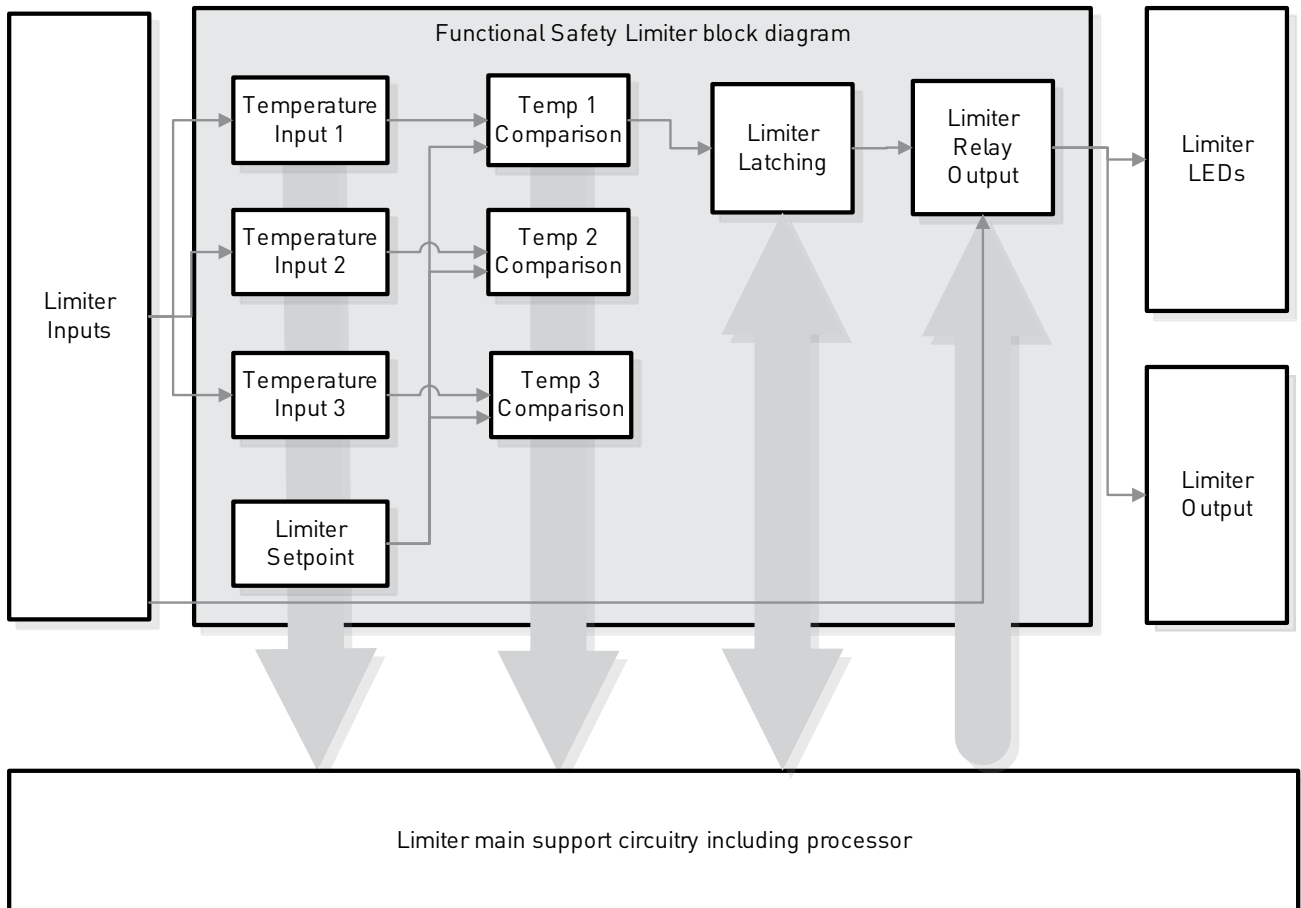 Functional Safety Limiter block diagram
Limiter
Inputs
Temperature
Input 1
Temp 1
Comparison
Limiter
Latching
Limiter
Relay
Output
Limiter
LEDs
Temperature
Input 2
Temp 2
Comparison
Temperature
Input 3
Temp 3
Comparison
Limiter
Setpoint
Limiter
Output
Limiter main support circuitry including processor